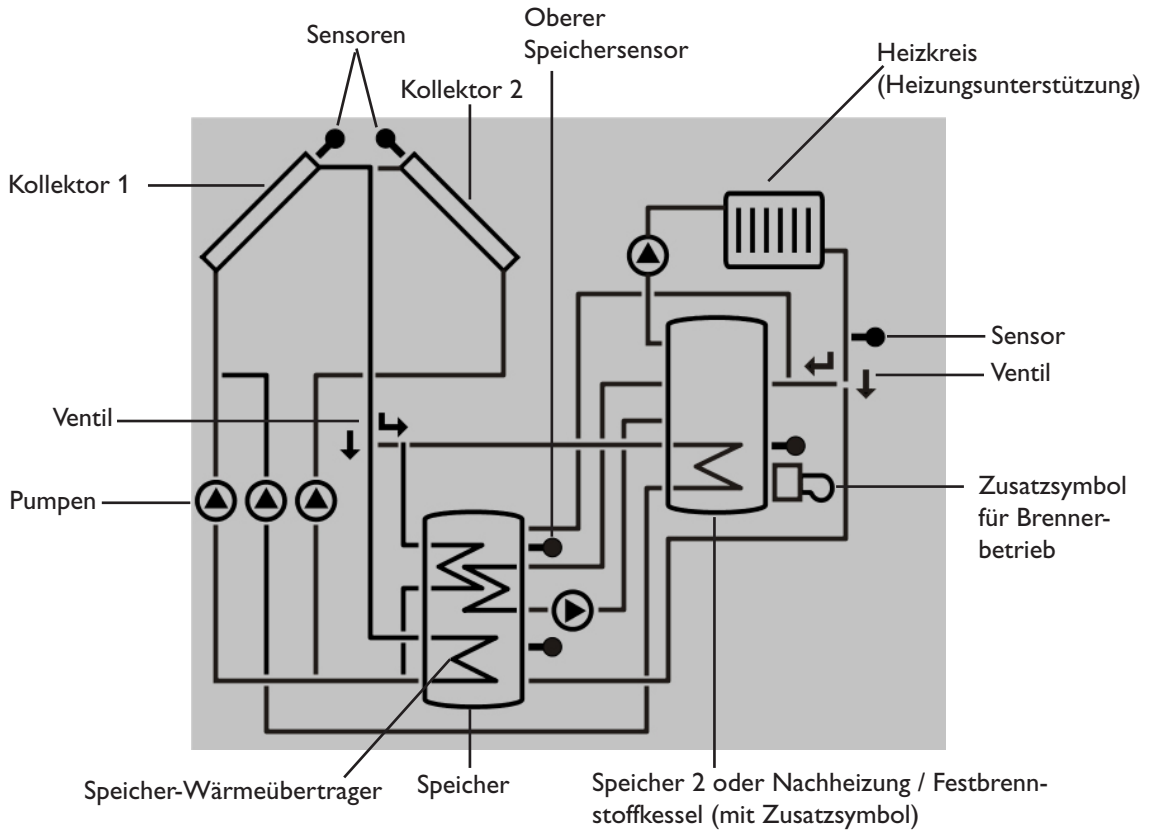 Sensoren
Oberer
Speichersensor
Kollektor 2
Heizkreis
(Heizungsunterstützung)
Kollektor 1
Sensor
Ventil
Ventil
Pumpen
Zusatzsymbol
für Brenner-
betrieb
Speicher-Wärmeübertrager
Speicher
Speicher 2 oder Nachheizung / Festbrenn-
stoffkessel (mit Zusatzsymbol)